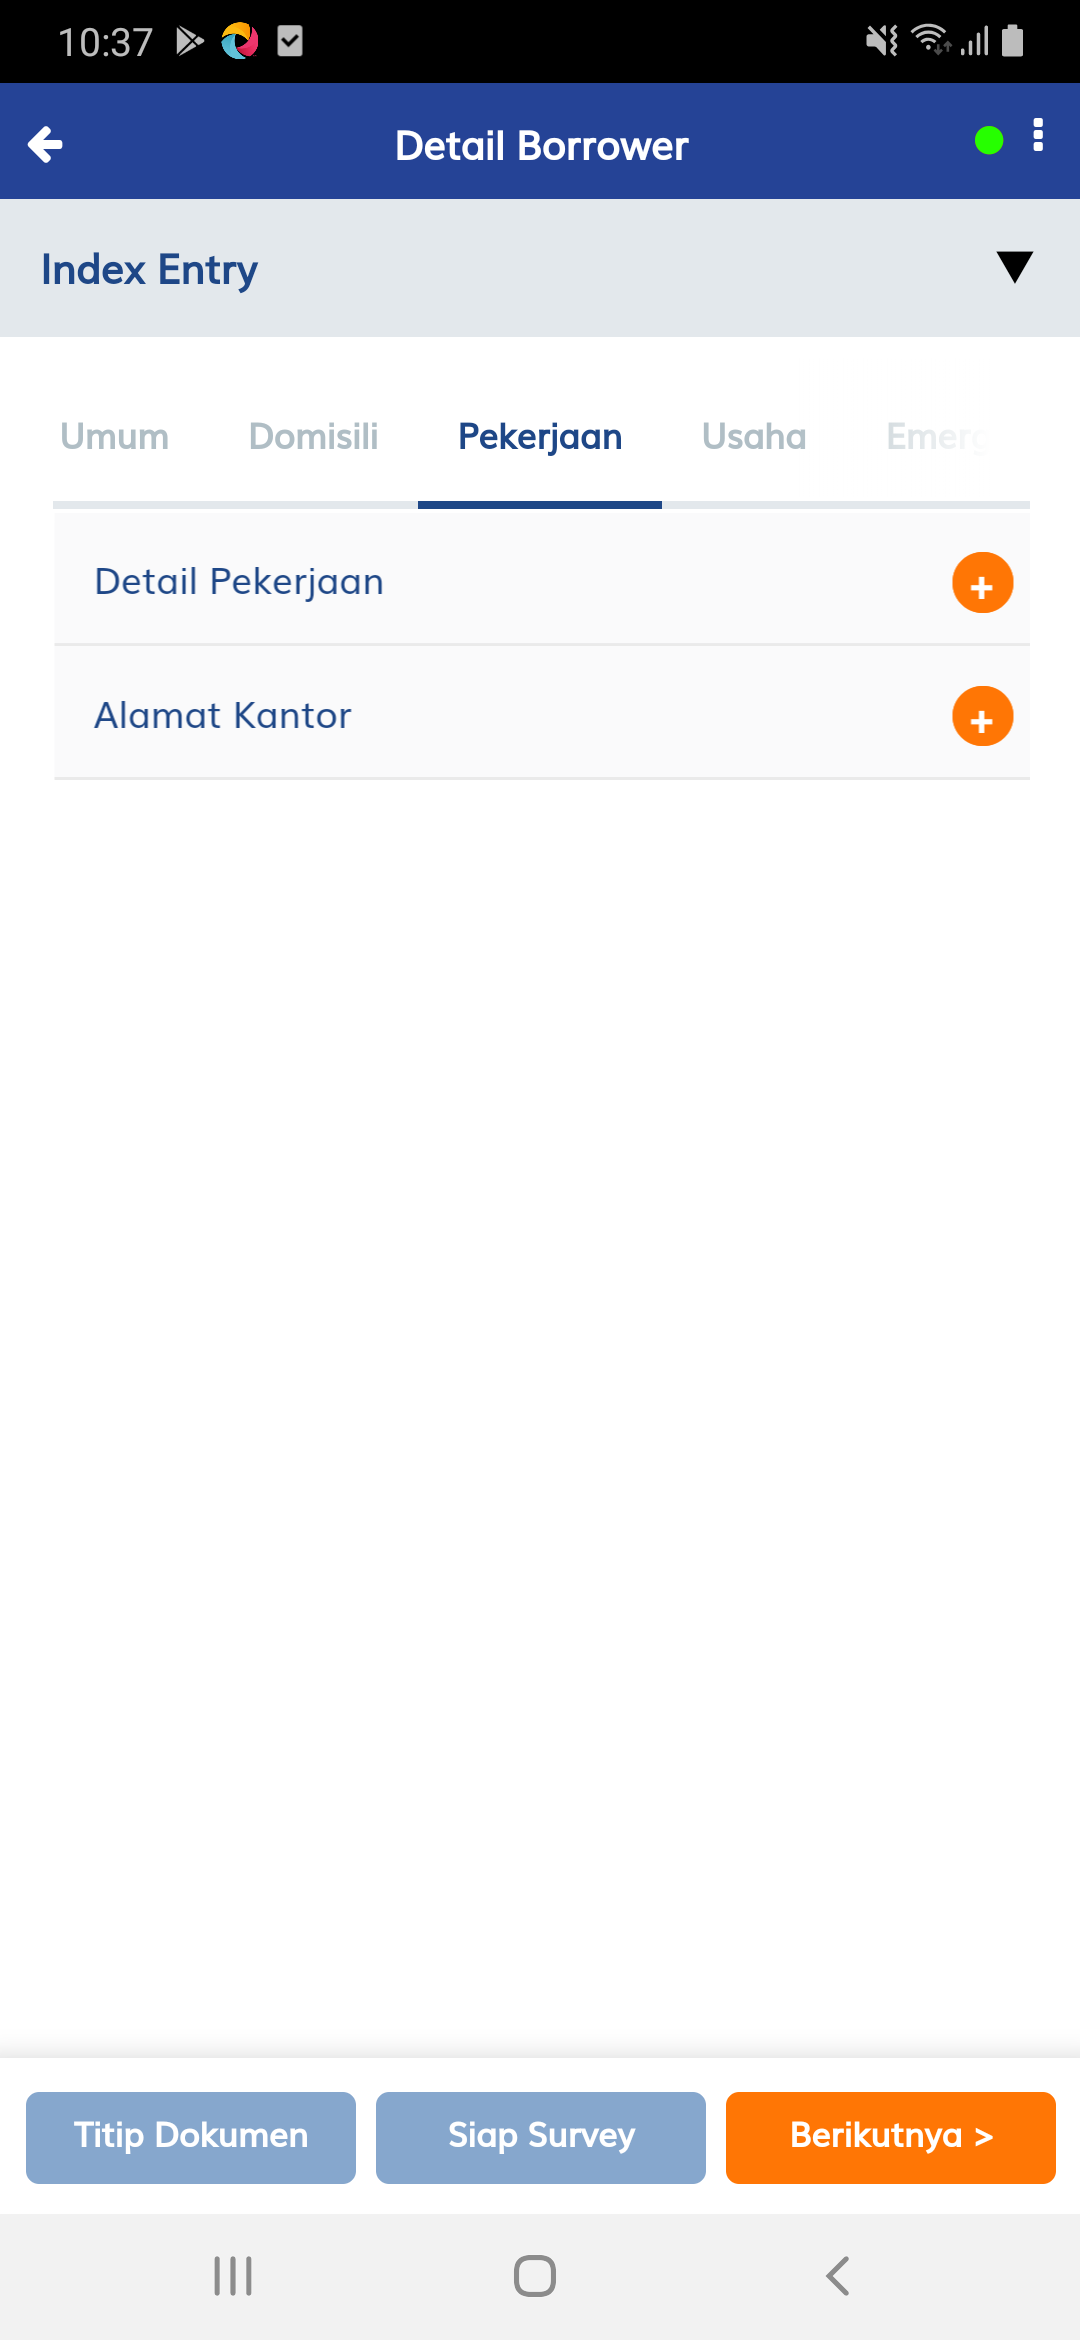 10:37
Detail Borrower
Index Entry
Umum Domisili Pekerjaan Usaha Emerg
Detail Pekerjaan
+
Alamat Kantor
+
Titip Dokumen Siap Survey Berikutnya >